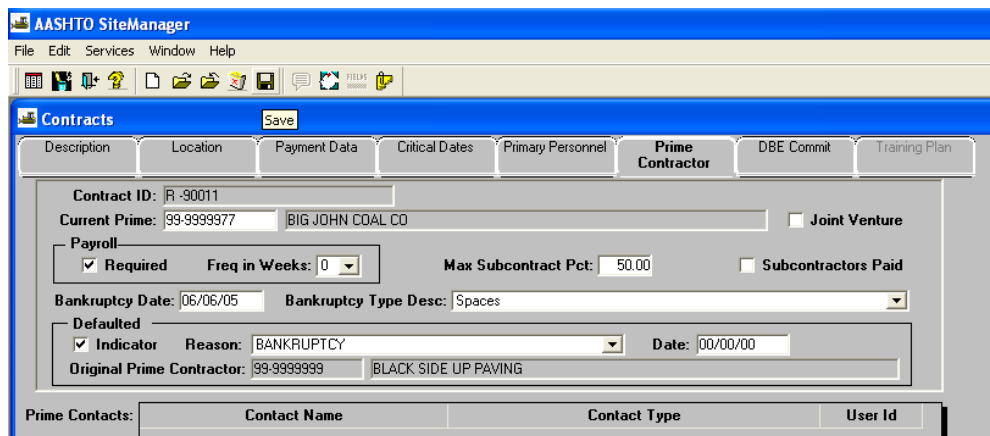 AASHTO SiteManager
File Edit Services Window Help
FIELDS
Contracts
Save
Description Location Payment Data Critical Dates Primary Personnel Prime Contractor DBE Commit Training Plan
Contract ID: R -90011
Current Prime: 99-9999977 BIG JOHN COAL CO Joint Venture
Payroll
Required Freq in Weeks: 0 Max Subcontract Pct: 50.00 Subcontractors Paid
Bankruptcy Date: 06/06/05 Bankruptcy Type Desc: Spaces
Defaulted
Indicator Reason: BANKRUPTCY Date: 00/00/00
Original Prime Contractor: 99-9999999 BLACK SIDE UP PAVING
Prime Contacts: Contact Name Contact Type User Id